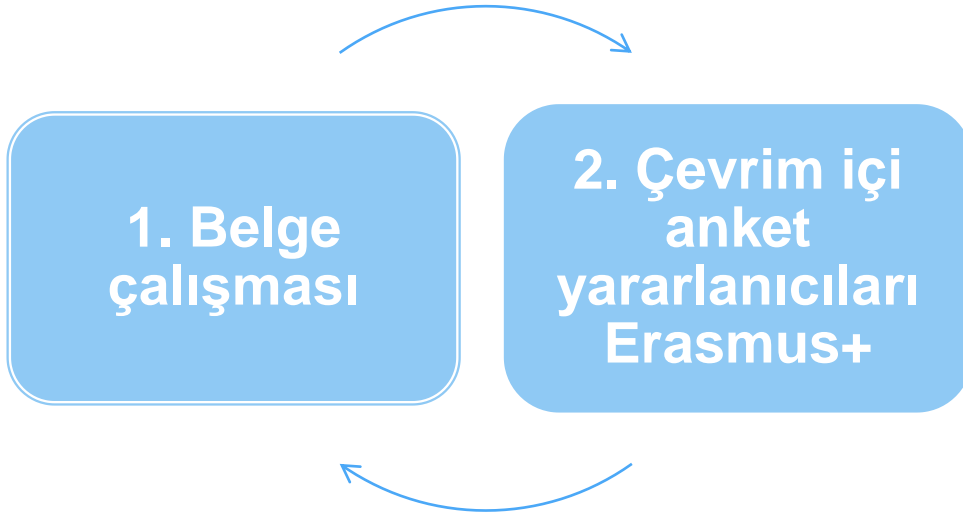 1. Belge
çalışması
2. Çevrim içi
anket
yararlanıcıları
Erasmus+